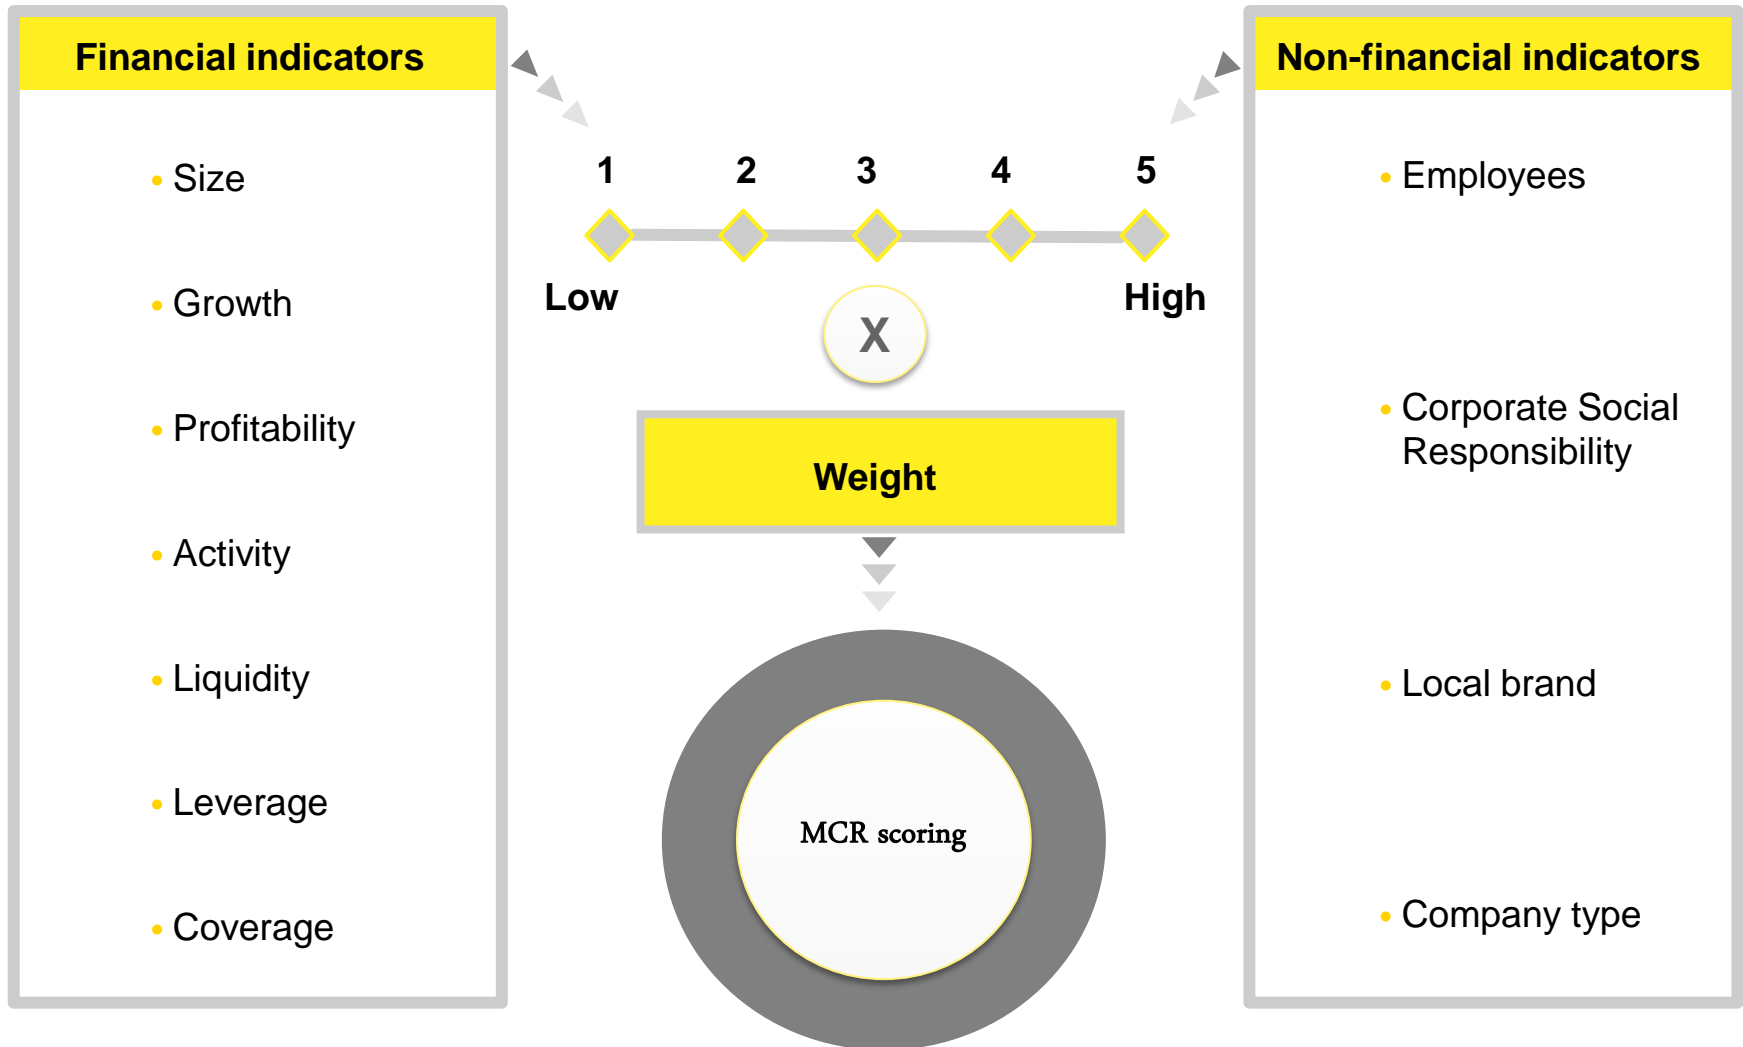 Financial indicators
• Size
• Growth
• Profitability
• Activity
• Liquidity
• Leverage
• Coverage
1 2 3 4 5
Low High
X
Weight
MCR scoring
Non-financial indicators
• Employees
• Corporate Social
Responsibility
• Local brand
• Company type